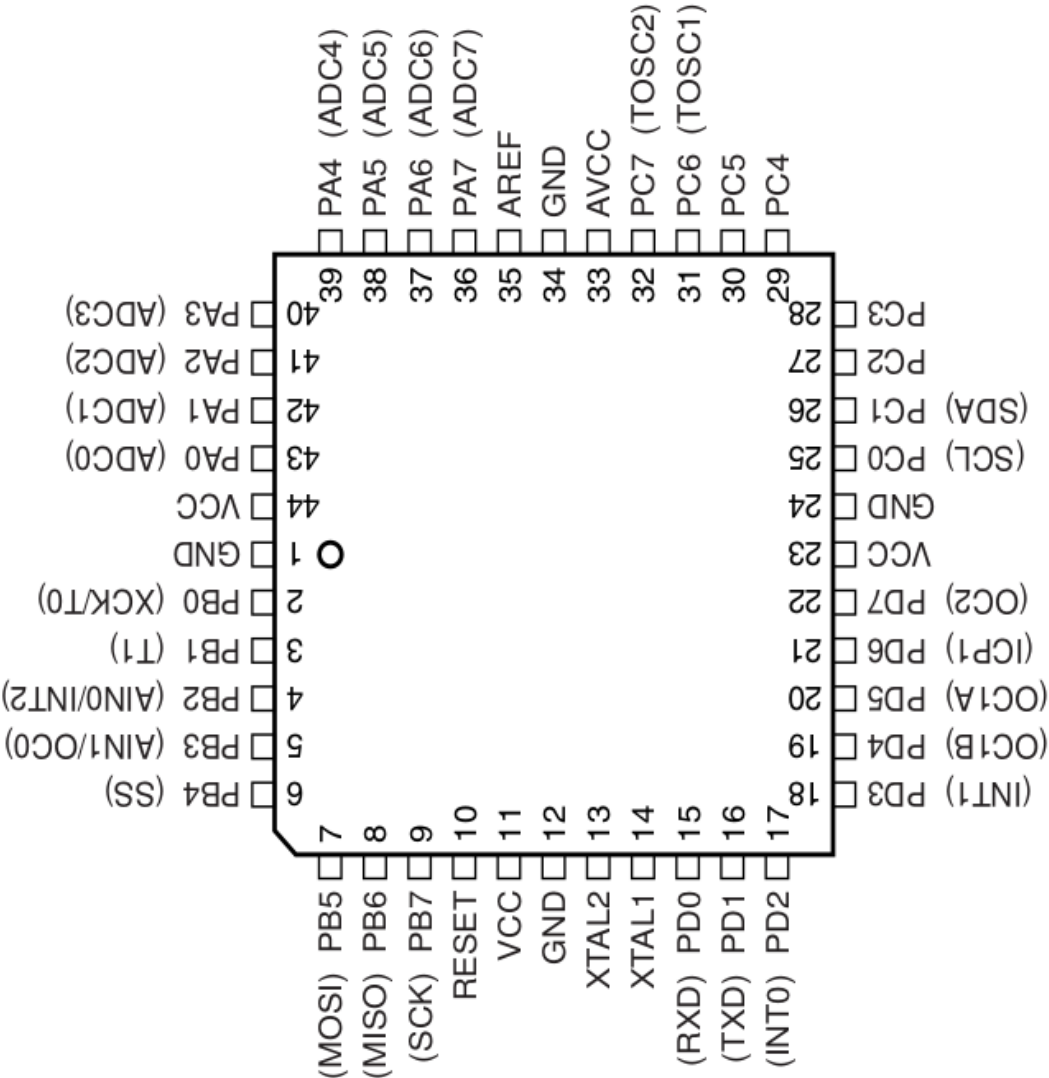 39 PA4 (ADC4)
38 PA5 (ADC5)
37 PA6 (ADC6)
36 PA7 (ADC7)
35 AREF
34 GND
33 AVCC
32 PC7 (TOSC2)
31 PC6 (TOSC1)
30 PC5
29 PC4
PC3 28
PC2 27
(SDA) PC1 26
(SCL) PC0 25
GND 24
VCC 23
(OC2) PD7 22
(ICP1) PD6 21
(OC1A) PD5 20
(OC1B) PD4 19
(INT1) PD3 18
40 PA3 (ADC3)
41 PA2 (ADC2)
42 PA1 (ADC1)
43 PA0 (ADC0)
44 VCC
1 GND
2 PB0 (XCK/T0)
3 PB1 (T1)
4 PB2 (AIN0/INT2)
5 PB3 (AIN1/OC0)
6 PB4 (SS)
(MOSI) PB5 7
(MISO) PB6 8
(SCK) PB7 9
RESET 10
VCC 11
GND 12
XTAL2 13
XTAL1 14
(RXD) PD0 15
(TXD) PD1 16
(INT0) PD2 17